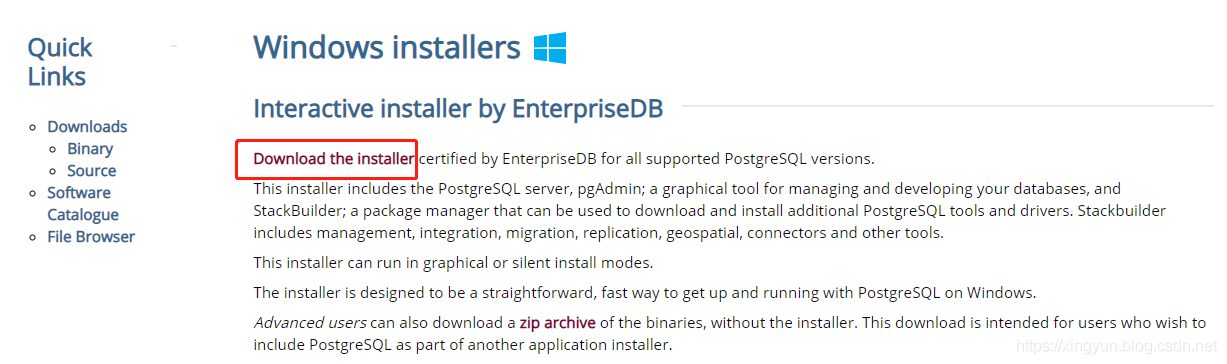 Quick
Links
Downloads
Binary
Source
Software
Catalogue
File Browser
Windows installers
Interactive installer by EnterpriseDB
Download the installer certified by EnterpriseDB for all supported PostgreSQL versions.
This installer includes the PostgreSQL server, pgAdmin; a graphical tool for managing and developing your databases, and
StackBuilder; a package manager that can be used to download and install additional PostgreSQL tools and drivers. Stackbuilder
includes management, integration, migration, replication, geospatial, connectors and other tools.
This installer can run in graphical or silent install modes.
The installer is designed to be a straightforward, fast way to get up and running with PostgreSQL on Windows.
Advanced users can also download a zip archive of the binaries, without the installer. This download is intended for users who wish to
include PostgreSQL as part of another application installer.
https://xingyun.blog.csdn.net